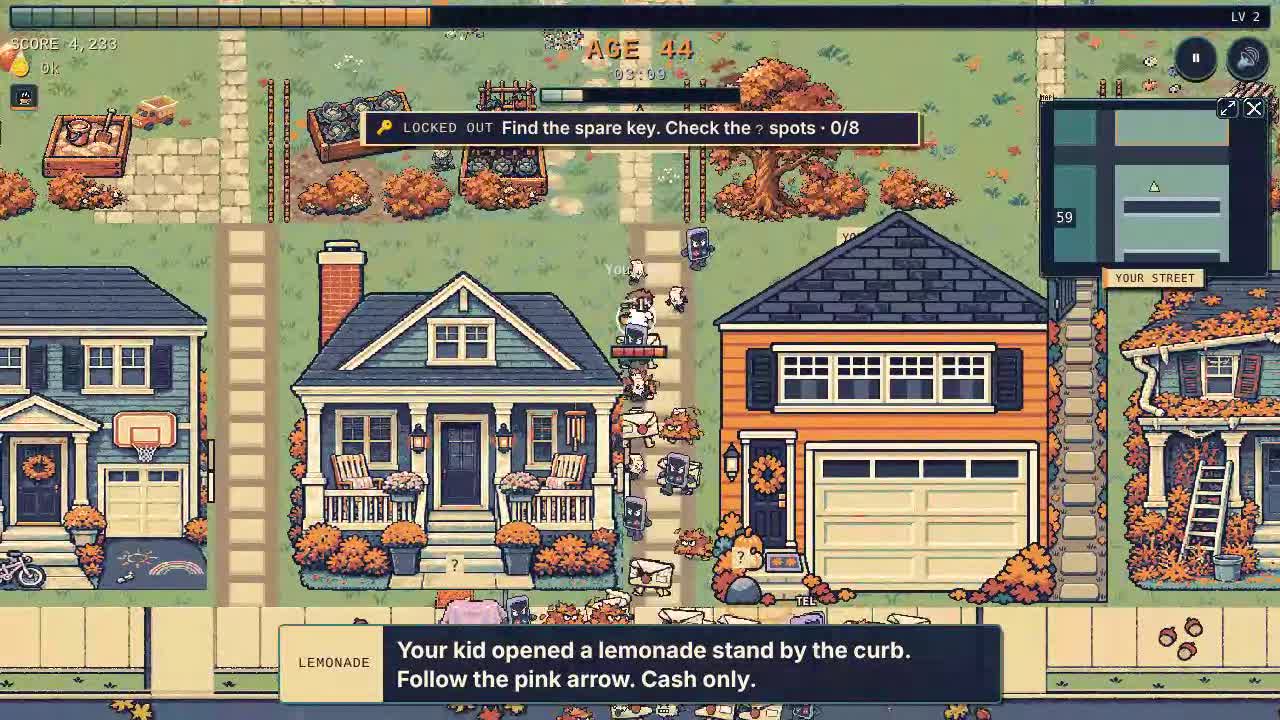 LV 2
SCORE 4,233
AGE 44
0k
03:09
LOCKED OUT Find the spare key. Check the ? spots · 0/8
59
YOUR STREET
You
?
?
TEL
LEMONADE
Your kid opened a lemonade stand by the curb.
Follow the pink arrow. Cash only.